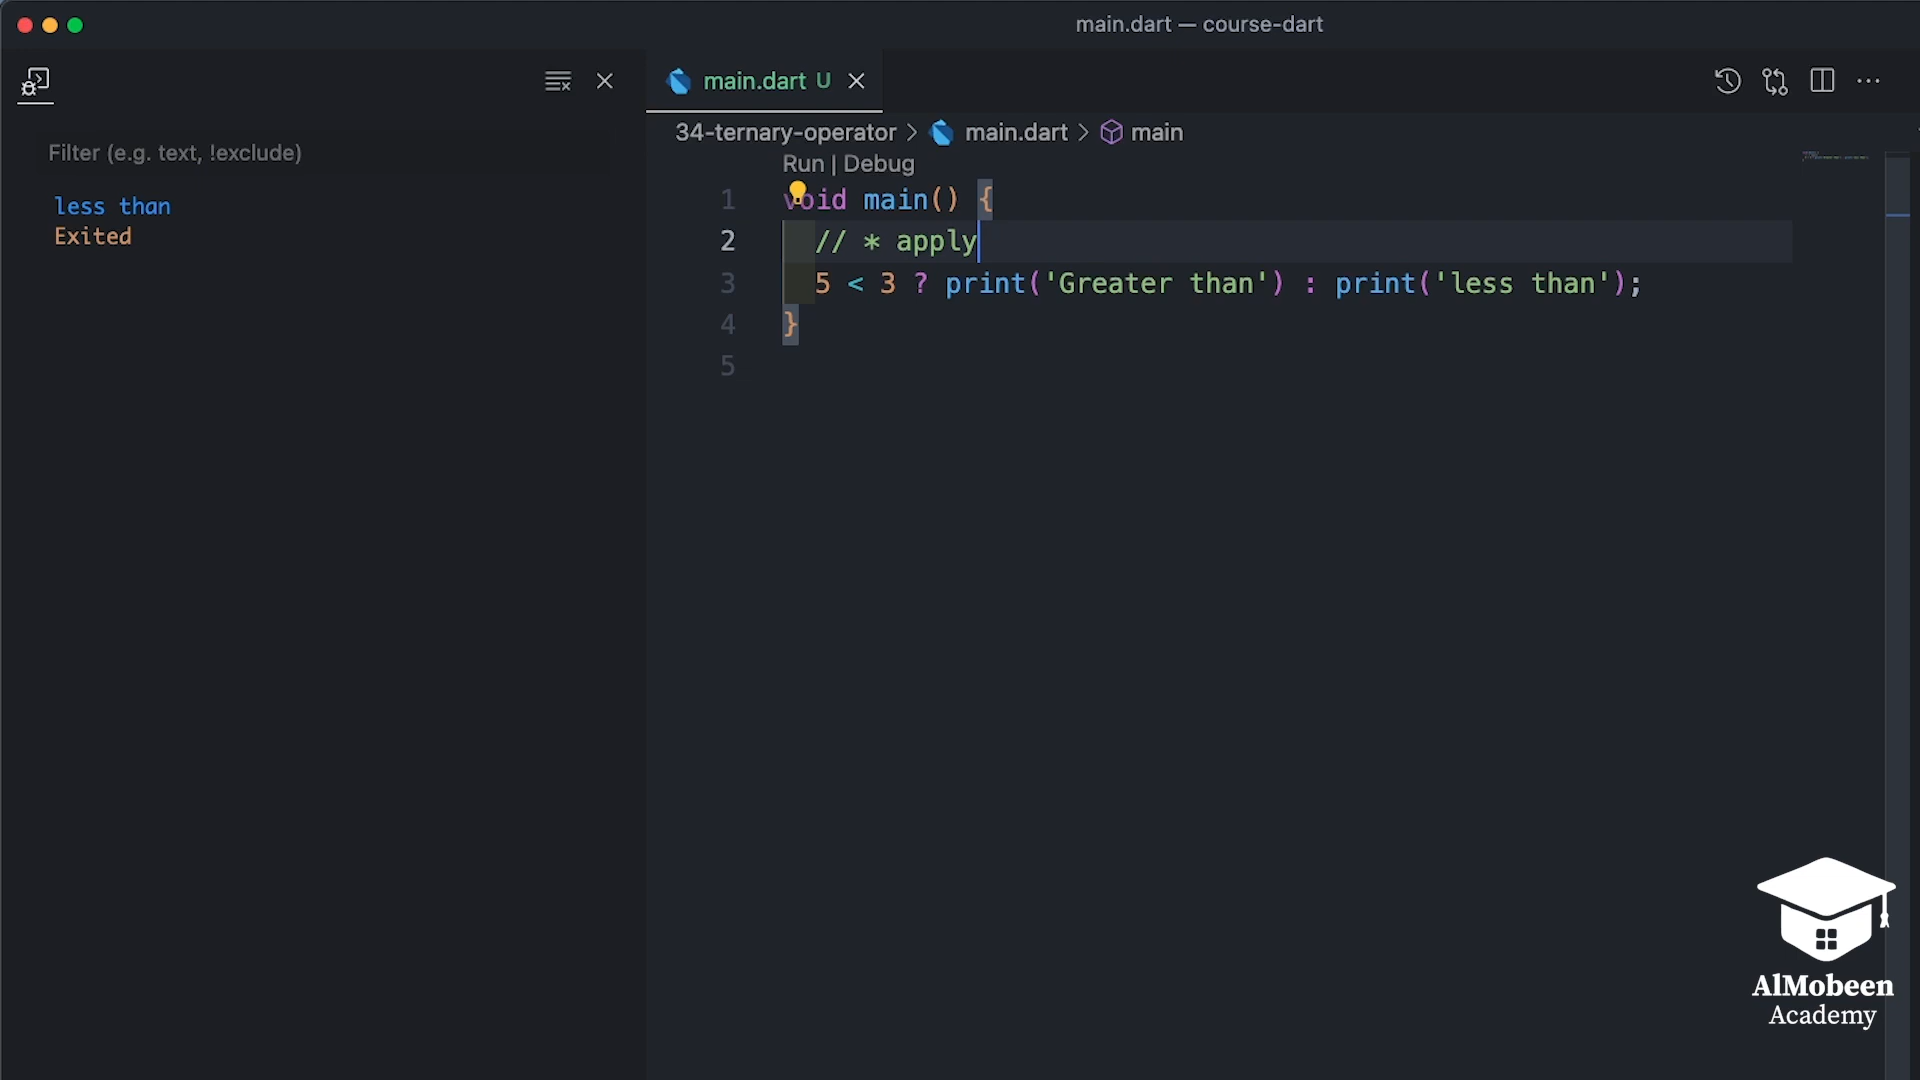 main.dart — course-dart
main.dart U
34-ternary-operator > main.dart > main
Filter (e.g. text, !exclude)
Run | Debug
less than
Exited
1 void main() {
2 // * apply
3 5 < 3 ? print('Greater than') : print('less than');
4 }
5
AlMobeen
Academy